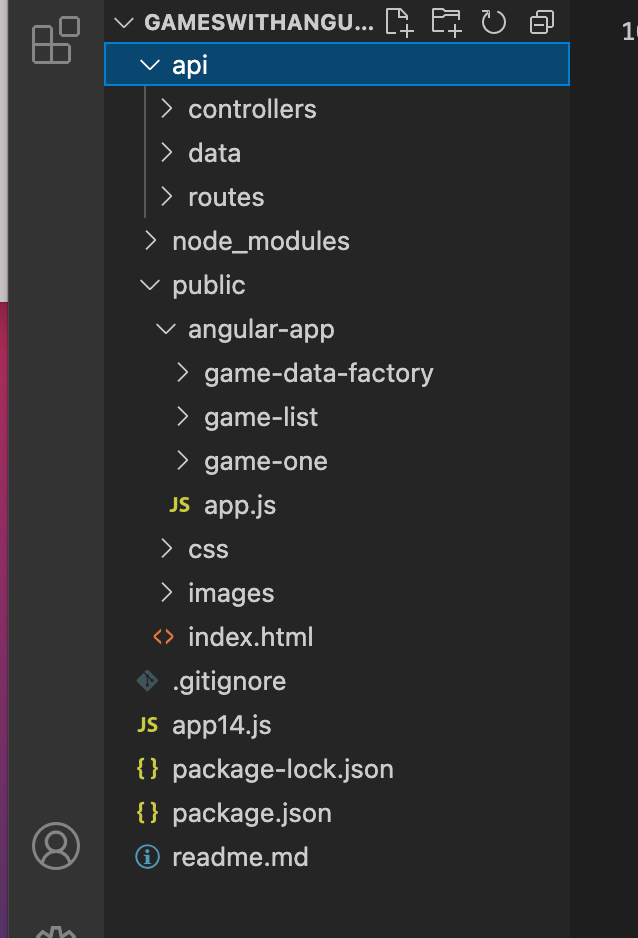 GAMESWITHANGU...
api
controllers
data
routes
node_modules
public
angular-app
game-data-factory
game-list
game-one
JS app.js
css
images
<> index.html
.gitignore
JS app14.js
{} package-lock.json
{} package.json
readme.md